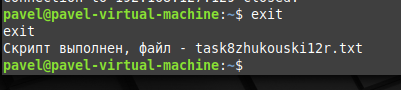 pavel@pavel-virtual-machine:~$ exit
exit
Скрипт выполнен, файл - task8zhukouski12r.txt
pavel@pavel-virtual-machine:~$